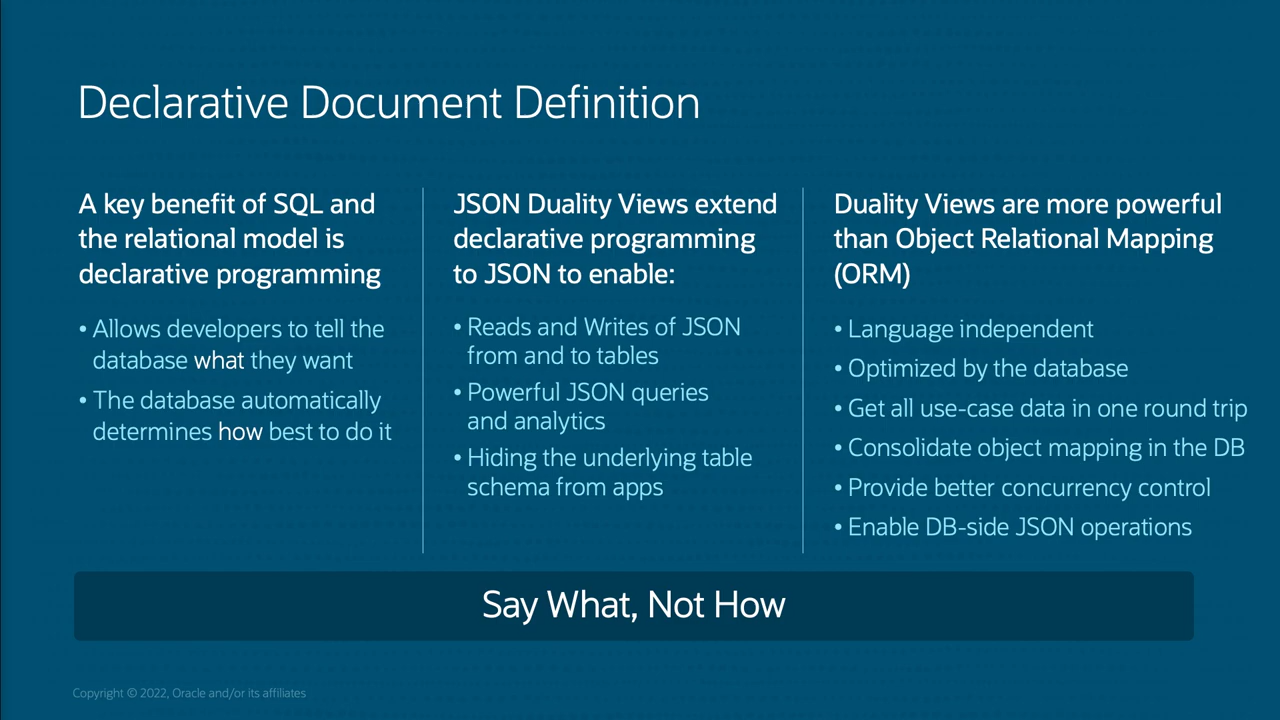 Declarative Document Definition
A key benefit of SQL and
the relational model is
declarative programming
• Allows developers to tell the
database what they want
• The database automatically
determines how best to do it
JSON Duality Views extend
declarative programming
to JSON to enable:
• Reads and Writes of JSON
from and to tables
• Powerful JSON queries
and analytics
• Hiding the underlying table
schema from apps
Duality Views are more powerful
than Object Relational Mapping
(ORM)
• Language independent
• Optimized by the database
• Get all use-case data in one round trip
• Consolidate object mapping in the DB
• Provide better concurrency control
• Enable DB-side JSON operations
Say What, Not How
Copyright © 2022, Oracle and/or its affiliates